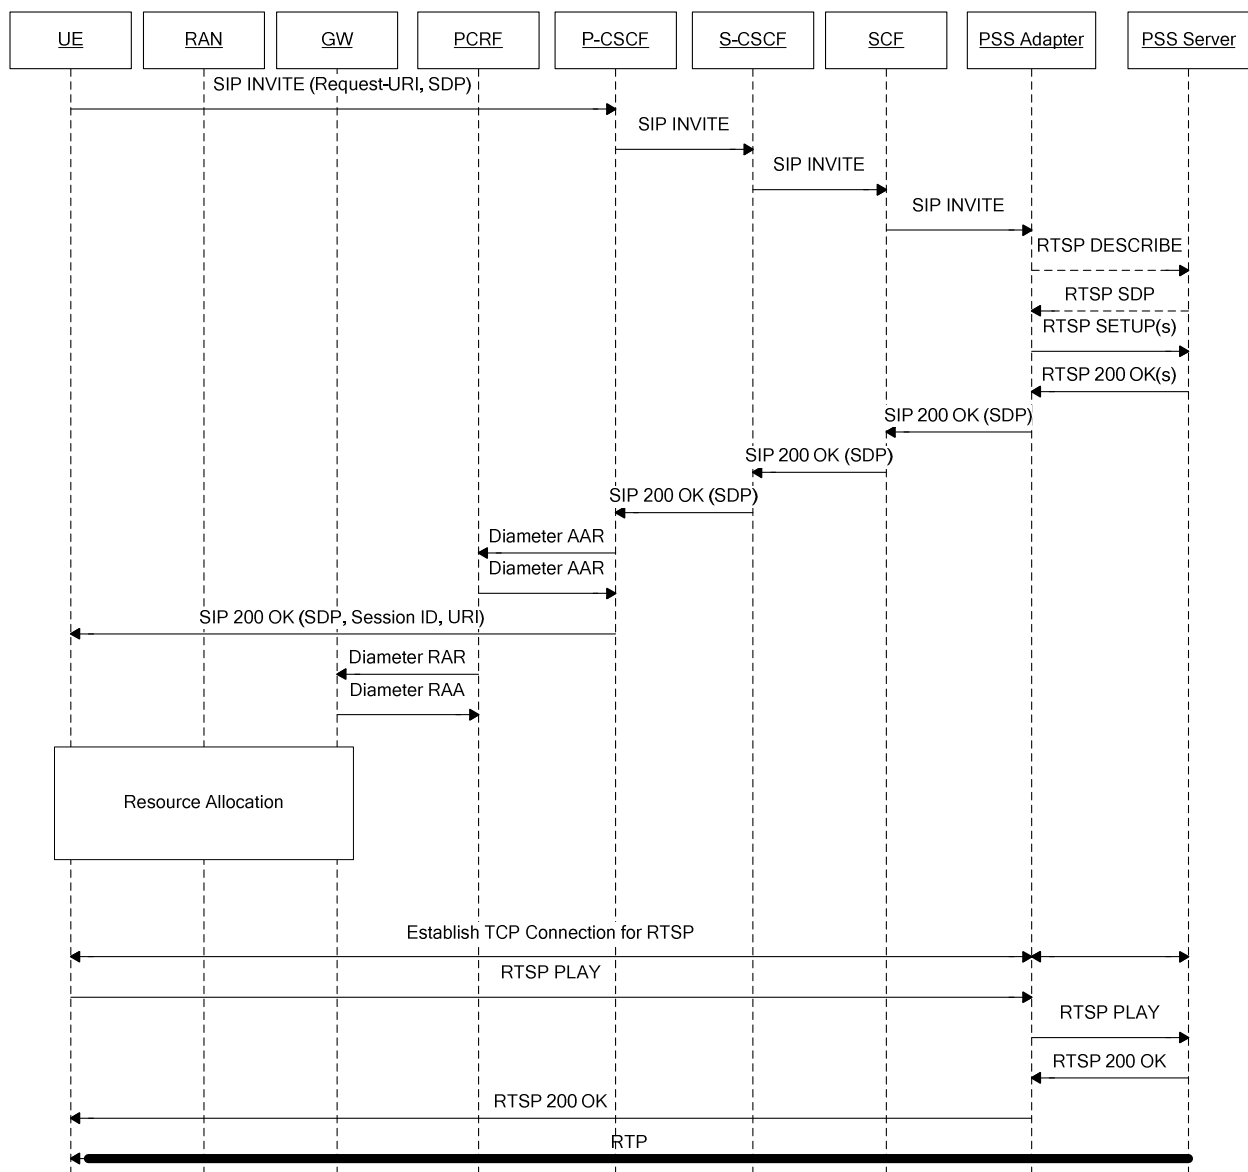 UE
RAN
GW
PCRF
P-CSCF
S-CSCF
SCF
PSS Adapter
PSS Server
SIP INVITE (Request-URI, SDP)
SIP INVITE
SIP INVITE
SIP INVITE
RTSP DESCRIBE
RTSP SDP
RTSP SETUP(s)
RTSP 200 OK(s)
SIP 200 OK (SDP)
SIP 200 OK (SDP)
SIP 200 OK (SDP)
Diameter AAR
Diameter AAR
SIP 200 OK (SDP, Session ID, URI)
Diameter RAR
Diameter RAA
Resource Allocation
Establish TCP Connection for RTSP
RTSP PLAY
RTSP PLAY
RTSP 200 OK
RTSP 200 OK
RTP